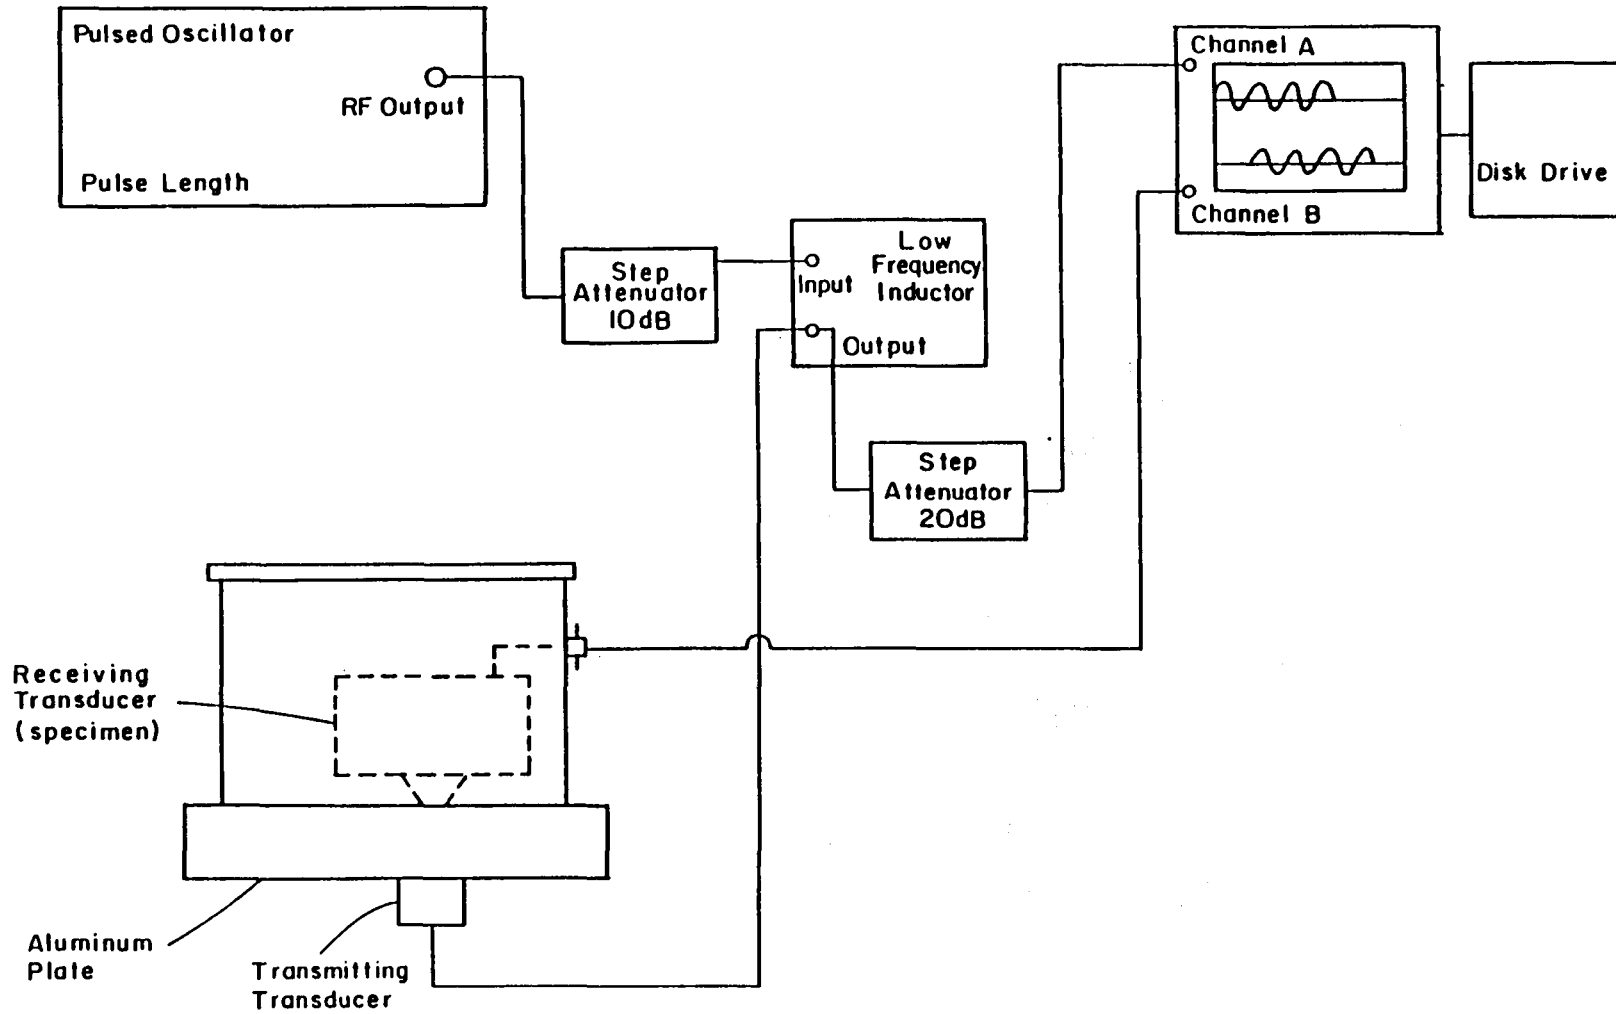 Pulsed Oscillator
RF Output
Pulse Length
Step
Attenuator
10dB
Low
Frequency
Inductor
Input
Output
Step
Attenuator
20dB
Channel A
Channel B
Disk Drive
Receiving
Transducer
(specimen)
Aluminum
Plate
Transmitting
Transducer